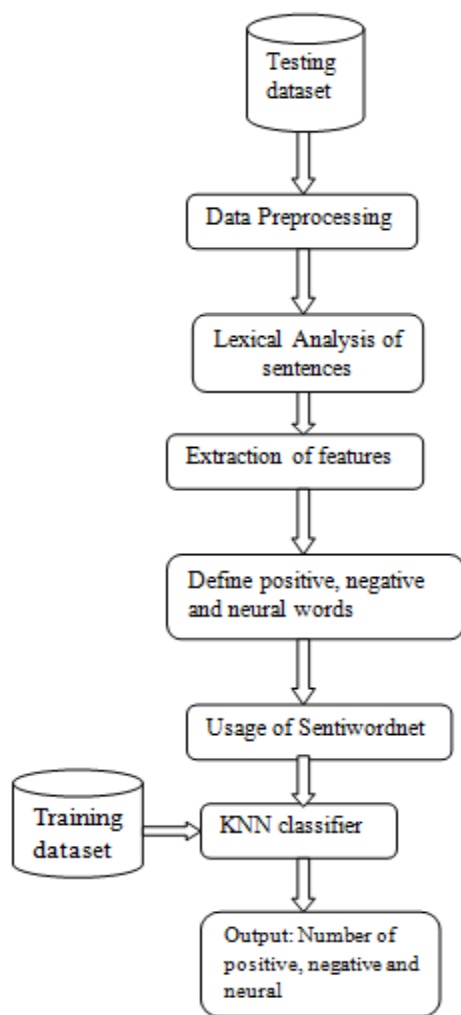 Testing
dataset
Data Preprocessing
Lexical Analysis of
sentences
Extraction of features
Define positive, negative
and neural words
Usage of Sentiwordnet
Training
dataset
KNN classifier
Output: Number of
positive, negative and
neural